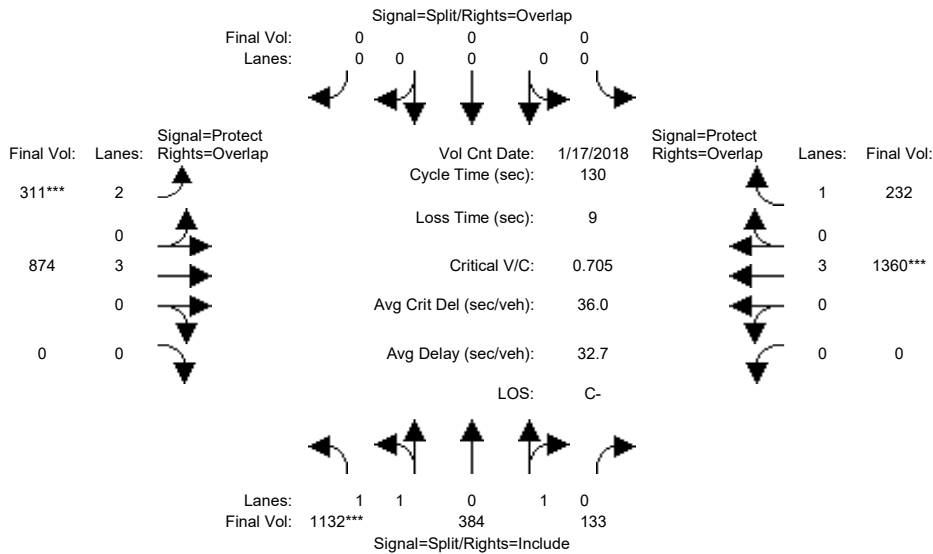 Signal=Split/Rights=Overlap
Final Vol: 0 0 0
Lanes: 0 0 0 0 0
Signal=Protect Signal=Protect
Final Vol: Lanes: Rights=Overlap Vol Cnt Date: 1/17/2018 Rights=Overlap Lanes: Final Vol:
Cycle Time (sec): 130
311*** 2 1 232
Loss Time (sec): 9
0 0
874 3 Critical V/C: 0.705 3 1360***
0 Avg Crit Del (sec/veh): 36.0 0
0 0 Avg Delay (sec/veh): 32.7 0 0
LOS: C-
Lanes: 1 1 0 1 0
Final Vol: 1132*** 384 133
Signal=Split/Rights=Include